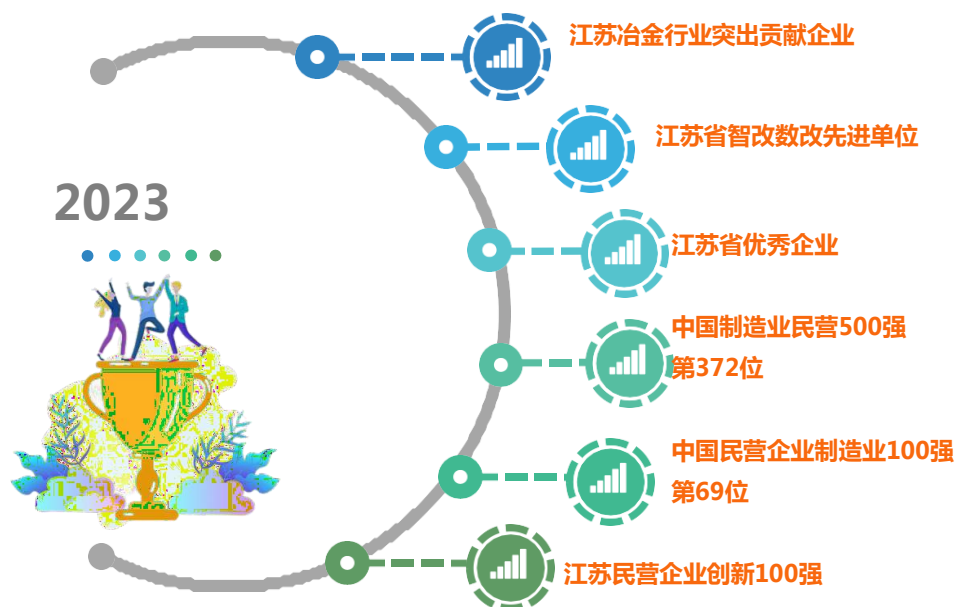 江苏冶金行业突出贡献企业
江苏省智改数改先进单位
2023
江苏省优秀企业
中国制造业民营500强
第372位
中国民营企业制造业100强
第69位
江苏民营企业创新100强